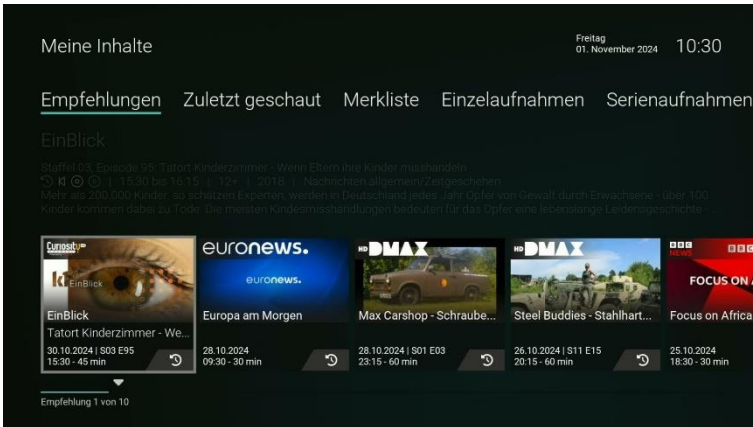 Meine Inhalte
Freitag
01. November 2024
10:30
Empfehlungen Zuletzt geschaut Merkliste Einzelaufnahmen Serienaufnahmen
EinBlick
Staffel 03, Episode 95, Tatort Kinderzimmer - Wenn Eltern ihre Kinder misshandeln
15:30 bis 16:15 | 12+ | 2018 | Nachrichten allgemein/Zeitgeschehen
Mehr als 200.000 Kinder, so schätzen Experten, werden in Deutschland jedes Jahr Opfer von Gewalt durch Erwachsene - über 100
Kinder kommen dabei zu Tode. Die meisten Kindesmisshandlungen bedeuten für das Opfer eine lebenslange Leidensgeschichte -
Curiosity
EinBlick
EinBlick
Tatort Kinderzimmer - We...
30.10.2024 | S03 E95
15:30 - 45 min
euronews.
euronews.
Europa am Morgen
28.10.2024
09:30 - 30 min
HD DMAX
Max Carshop - Schraube...
28.10.2024 | S01 E03
23:15 - 60 min
HD DMAX
Steel Buddies - Stahlhart...
26.10.2024 | S11 E15
20:15 - 60 min
BBC NEWS
BBC
FOCUS ON
Focus on Africa
25.10.2024
18:30 - 30 min
Empfehlung 1 von 10